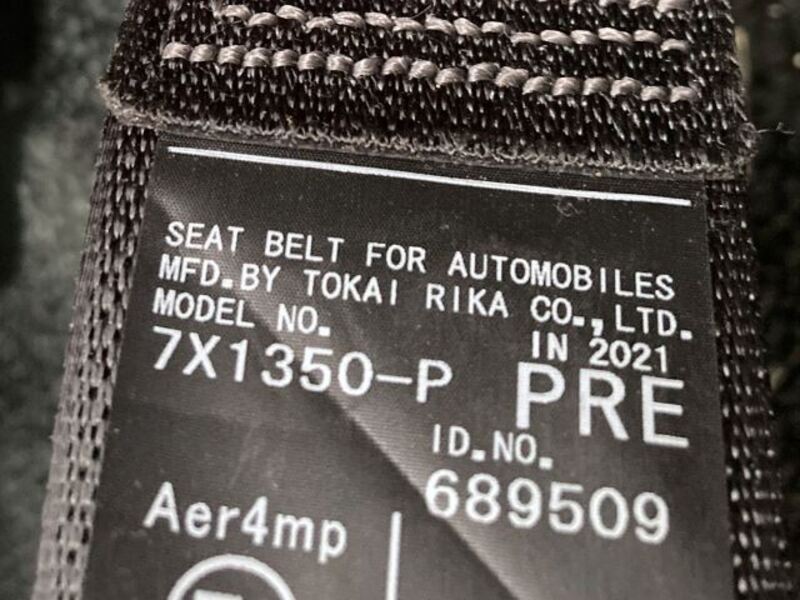 SEAT BELT FOR AUTOMOBILES
MFD.BY TOKAI RIKA CO.,LTD.
MODEL NO. IN 2021
7X1350-P PRE
ID.NO.
689509
Aer4mp